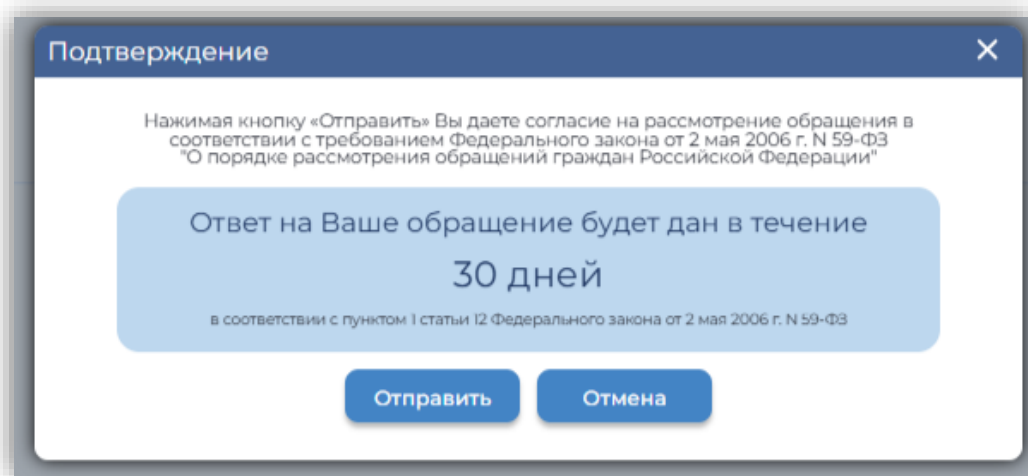 Подтверждение
Нажимая кнопку «Отправить» Вы даете согласие на рассмотрение обращения в
соответствии с требованием Федерального закона от 2 мая 2006 г. N 59-ФЗ
"О порядке рассмотрения обращений граждан Российской Федерации"
Ответ на Ваше обращение будет дан в течение
30 дней
в соответствии с пунктом 1 статьи 12 Федерального закона от 2 мая 2006 г. N 59-ФЗ
Отправить
Отмена